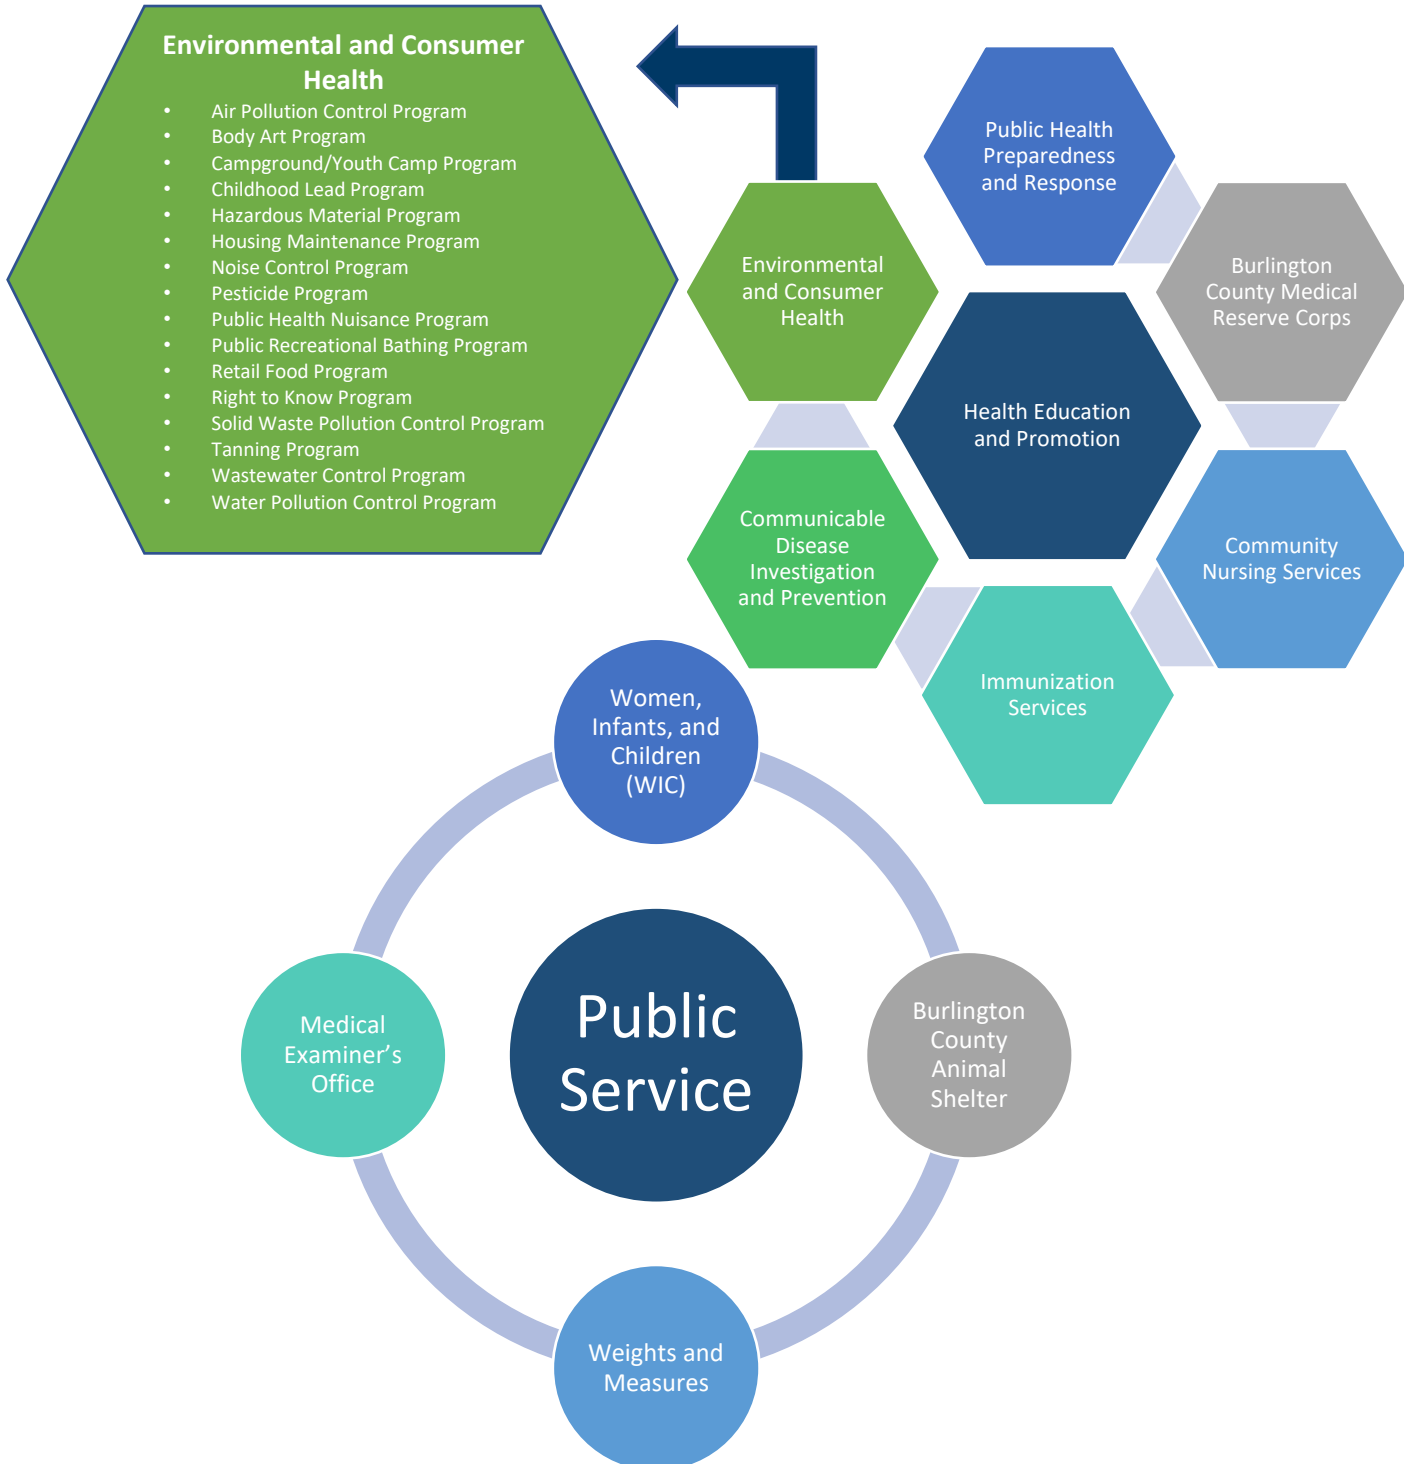 Environmental and Consumer
Health
• Air Pollution Control Program
• Body Art Program
• Campground/Youth Camp Program
• Childhood Lead Program
• Hazardous Material Program
• Housing Maintenance Program
• Noise Control Program
• Pesticide Program
• Public Health Nuisance Program
• Public Recreational Bathing Program
• Retail Food Program
• Right to Know Program
• Solid Waste Pollution Control Program
• Tanning Program
• Wastewater Control Program
• Water Pollution Control Program
Public Health
Preparedness
and Response
Environmental
and Consumer
Health
Burlington
County Medical
Reserve Corps
Health Education
and Promotion
Communicable
Disease
Investigation
and Prevention
Community
Nursing Services
Immunization
Services
Women,
Infants, and
Children
(WIC)
Medical
Examiner’s
Office
Public
Service
Burlington
County
Animal
Shelter
Weights and
Measures